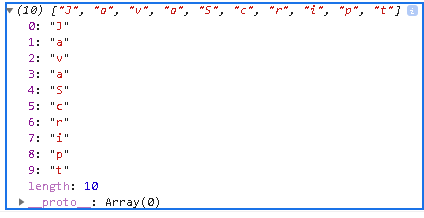 ▼(10) ["J", "a", "v", "a", "S", "c", "r", "i", "p", "t"] i
0: "J"
1: "a"
2: "v"
3: "a"
4: "S"
5: "c"
6: "r"
7: "i"
8: "p"
9: "t"
length: 10
▶__proto__: Array(0)